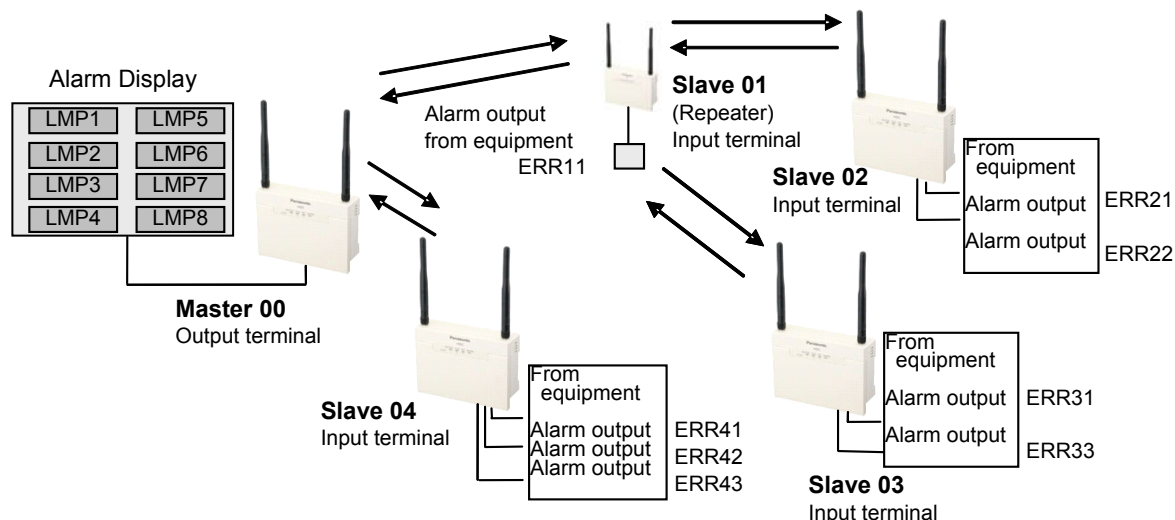 Alarm Display
LMP1 LMP5
LMP2 LMP6
LMP3 LMP7
LMP4 LMP8
Master 00
Output terminal
Alarm output
from equipment
ERR11
Slave 01
(Repeater)
Input terminal
Panasonic
Slave 02
Input terminal
From
equipment
Alarm output ERR21
Alarm output ERR22
Panasonic
Slave 04
Input terminal
From
equipment
Alarm output ERR41
Alarm output ERR42
Alarm output ERR43
Panasonic
Slave 03
Input terminal
From
equipment
Alarm output ERR31
Alarm output ERR33